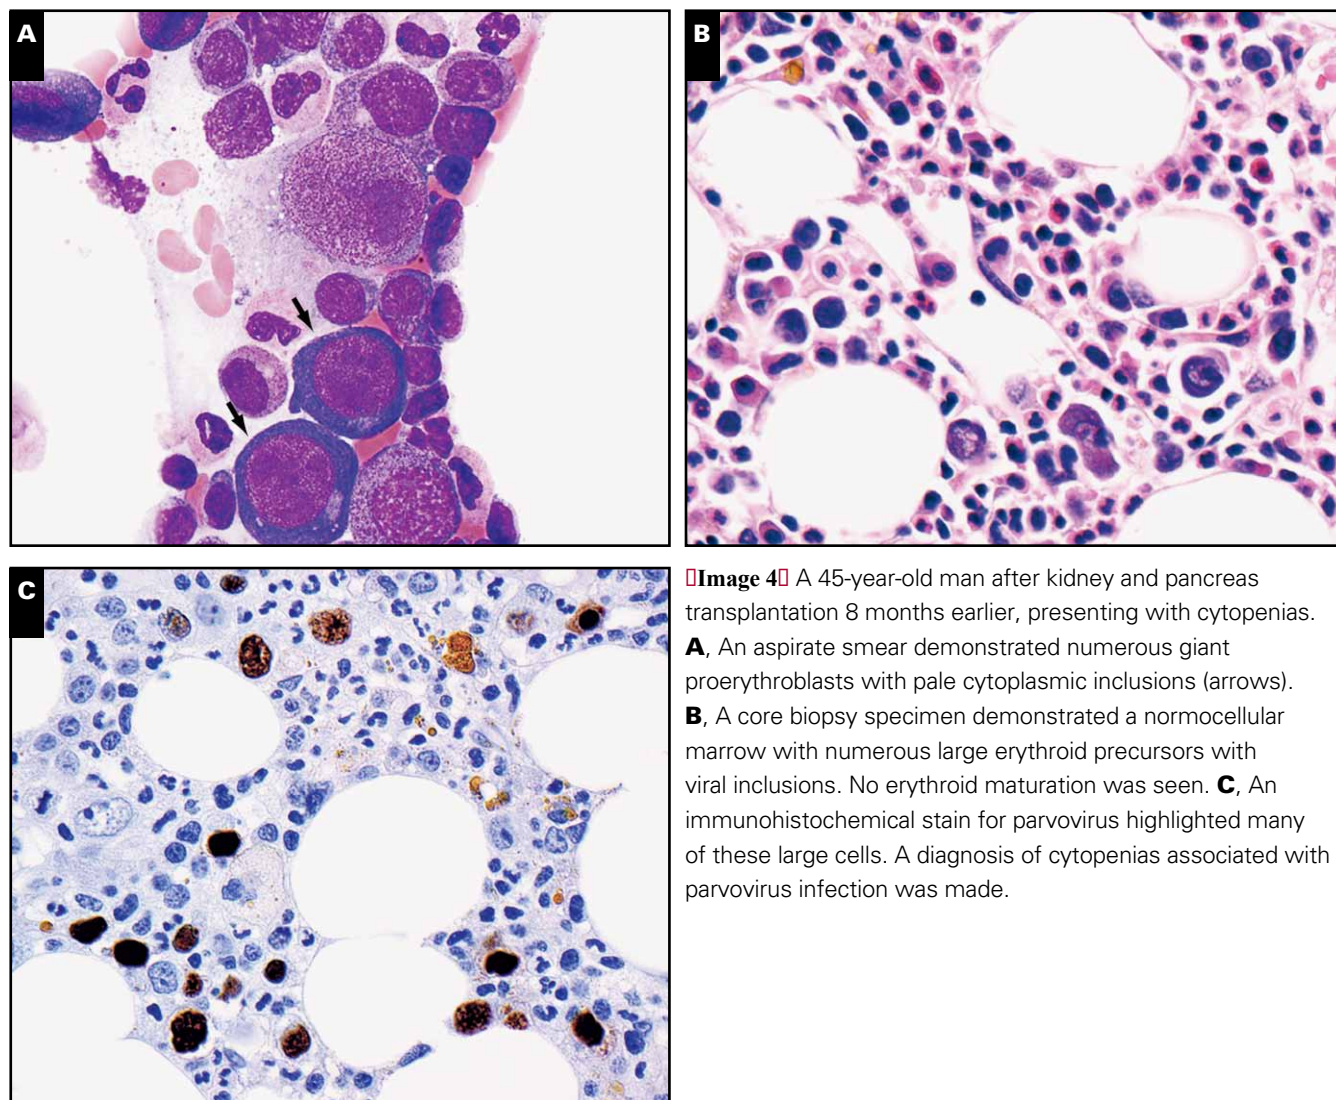 A
B
C
▯Image 4▯ A 45-year-old man after kidney and pancreas
transplantation 8 months earlier, presenting with cytopenias.
A, An aspirate smear demonstrated numerous giant
proerythroblasts with pale cytoplasmic inclusions (arrows).
B, A core biopsy specimen demonstrated a normocellular
marrow with numerous large erythroid precursors with
viral inclusions. No erythroid maturation was seen. C, An
immunohistochemical stain for parvovirus highlighted many
of these large cells. A diagnosis of cytopenias associated with
parvovirus infection was made.